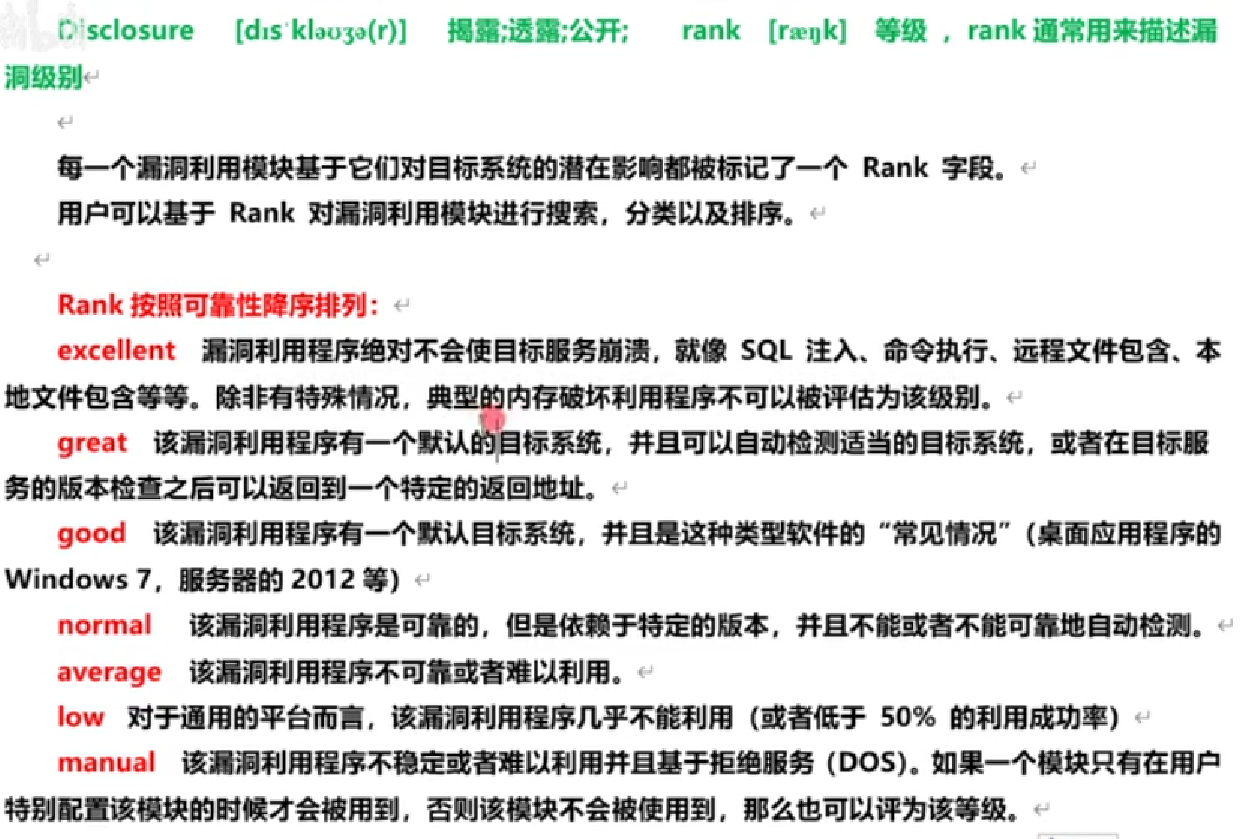 Disclosure [dɪsˈkləʊʒə(r)] 揭露;透露;公开; rank [ræŋk] 等级 ，rank 通常用来描述漏
洞级别↵
↵
每一个漏洞利用模块基于它们对目标系统的潜在影响都被标记了一个 Rank 字段。↵
用户可以基于 Rank 对漏洞利用模块进行搜索，分类以及排序。↵
↵
Rank 按照可靠性降序排列：↵
excellent 漏洞利用程序绝对不会使目标服务崩溃，就像 SQL 注入、命令执行、远程文件包含、本
地文件包含等等。除非有特殊情况，典型的内存破坏利用程序不可以被评估为该级别。↵
great 该漏洞利用程序有一个默认的目标系统，并且可以自动检测适当的目标系统，或者在目标服
务的版本检查之后可以返回到一个特定的返回地址。↵
good 该漏洞利用程序有一个默认目标系统，并且是这种类型软件的“常见情况”（桌面应用程序的
Windows 7，服务器的 2012 等）↵
normal 该漏洞利用程序是可靠的，但是依赖于特定的版本，并且不能或者不能可靠地自动检测。↵
average 该漏洞利用程序不可靠或者难以利用。↵
low 对于通用的平台而言，该漏洞利用程序几乎不能利用（或者低于 50% 的利用成功率）↵
manual 该漏洞利用程序不稳定或者难以利用并且基于拒绝服务（DOS）。如果一个模块只有在用户
特别配置该模块的时候才会被用到，否则该模块不会被使用到，那么也可以评为该等级。↵